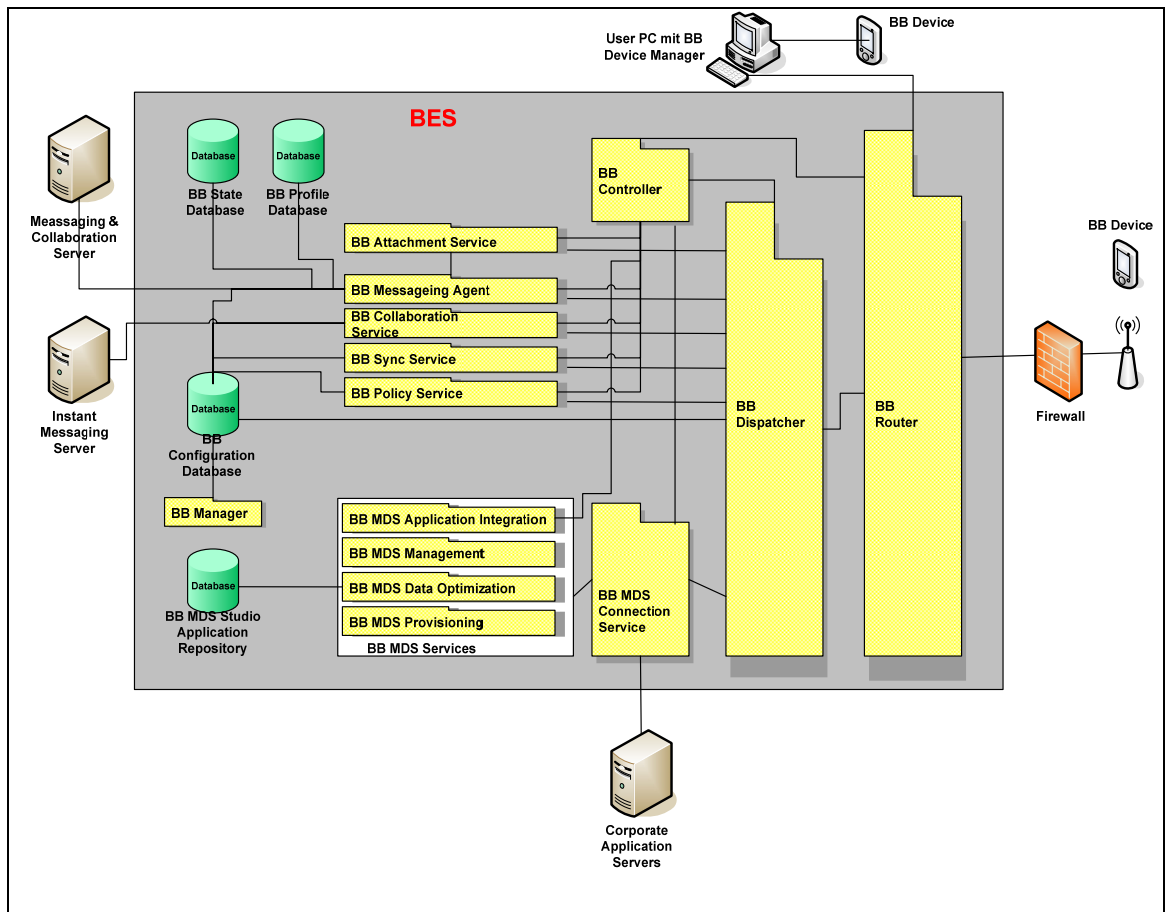 User PC mit BB
Device Manager
BB Device
BES
Database
Database
BB State
Database
BB Profile
Database
Meassaging &
Collaboration
Server
BB
Controller
BB Device
BB Attachment Service
BB Messageing Agent
BB Collaboration
Service
BB Sync Service
BB Policy Service
Instant
Messaging
Server
Database
BB
Configuration
Database
BB
Dispatcher
BB
Router
Firewall
BB Manager
BB MDS Application Integration
BB MDS Management
BB MDS Data Optimization
BB MDS Provisioning
BB MDS Services
Database
BB MDS Studio
Application
Repository
BB MDS
Connection
Service
Corporate
Application
Servers